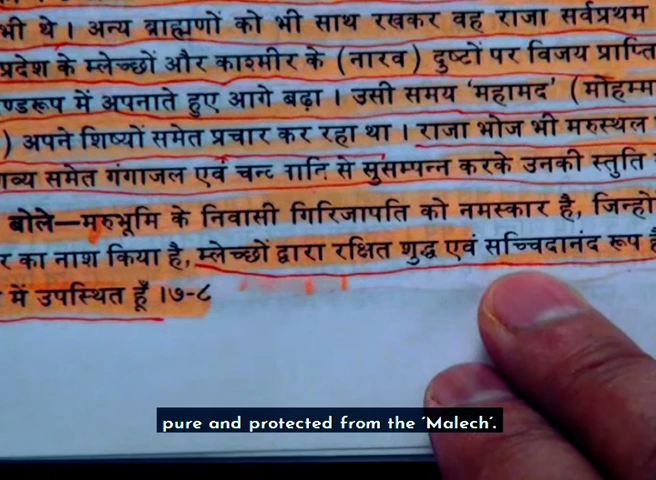 भी थे। अन्य ब्राह्मणों को भी साथ रखकर वह राजा सर्वप्रथम
प्रदेश के म्लेच्छों और काश्मीर के (नारव) दुष्टों पर विजय प्राप्ति
ण्डरूप में अपनाते हुए आगे बढ़ा। उसी समय ‘महामद’ (मोहम्म
) अपने शिष्यों समेत प्रचार कर रहा था। राजा भोज भी मरुस्थल
गव्य समेत गंगाजल एवं चन्द से सुसम्पन्न करके उनकी स्तुति
बोले—मरुभूमि के निवासी गिरिजापति को नमस्कार है, जिन्हों
र का नाश किया है, म्लेच्छों द्वारा रक्षित शुद्ध एवं सच्चिदानंद रूप है
में उपस्थित हूँ।७-८
pure and protected from the ‘Malech’.